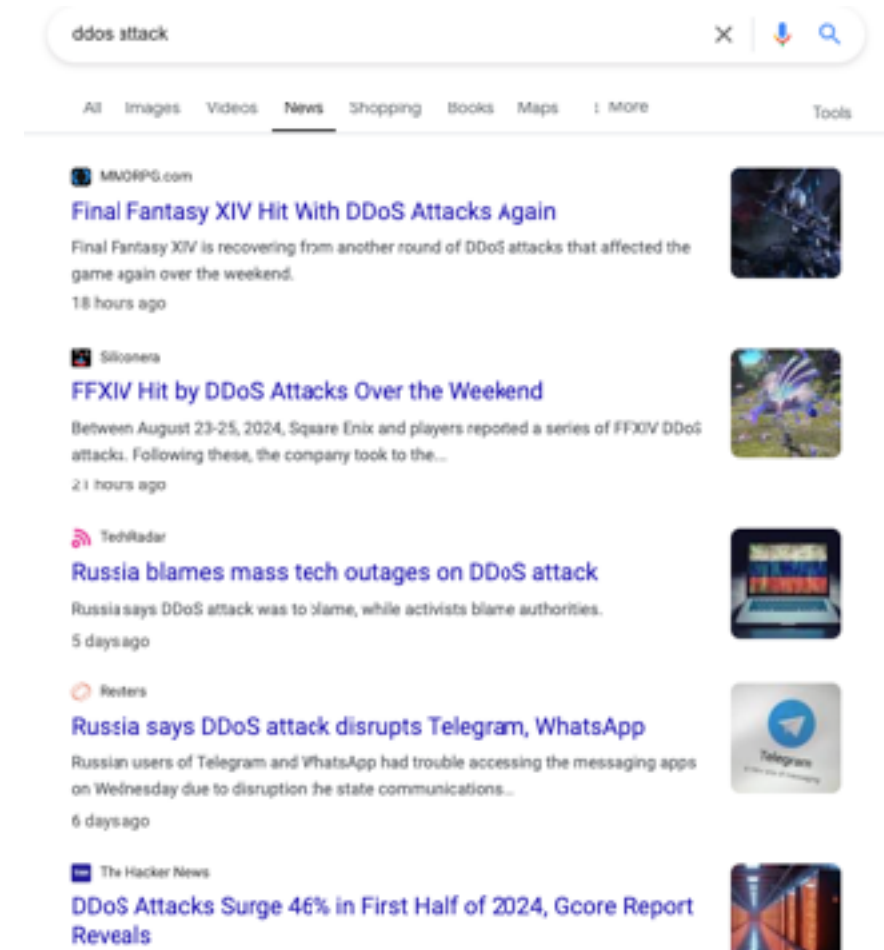 ddos attack
All Images Videos News Shopping Books Maps : More Tools
MMORPG.com
Final Fantasy XIV Hit With DDoS Attacks Again
Final Fantasy XIV is recovering from another round of DDoS attacks that affected the
game again over the weekend.
18 hours ago
Siliconera
FFXIV Hit by DDoS Attacks Over the Weekend
Between August 23-25, 2024, Square Enix and players reported a series of FFXIV DDoS
attacks. Following these, the company took to the...
21 hours ago
TechRadar
Russia blames mass tech outages on DDoS attack
Russia says DDoS attack was to blame, while activists blame authorities.
5 days ago
Reuters
Russia says DDoS attack disrupts Telegram, WhatsApp
Russian users of Telegram and WhatsApp had trouble accessing the messaging apps
on Wednesday due to disruption the state communications...
6 days ago
Telegram
The Hacker News
DDoS Attacks Surge 46% in First Half of 2024, Gcore Report
Reveals